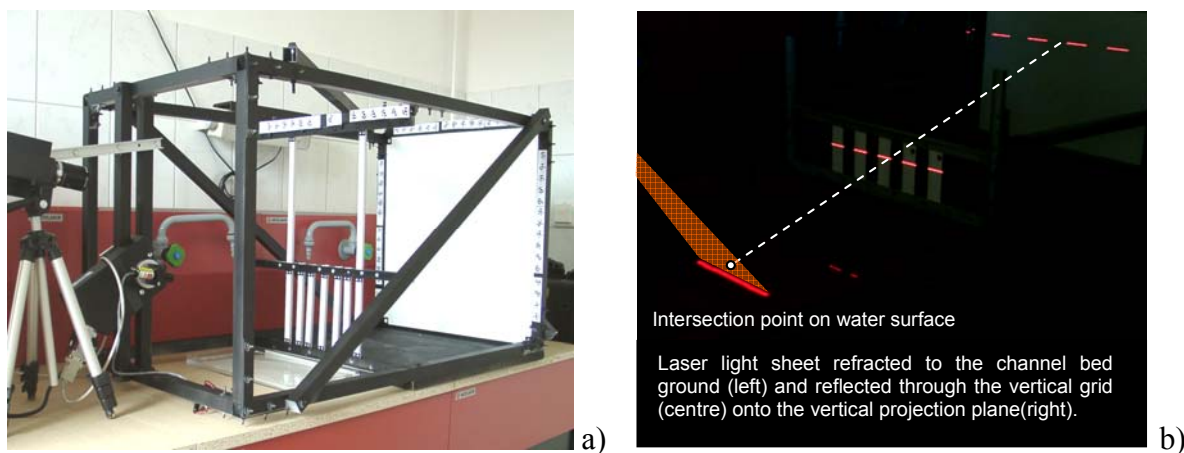 a)
Intersection point on water surface
Laser light sheet refracted to the channel bed
ground (left) and reflected through the vertical grid
(centre) onto the vertical projection plane(right).
b)